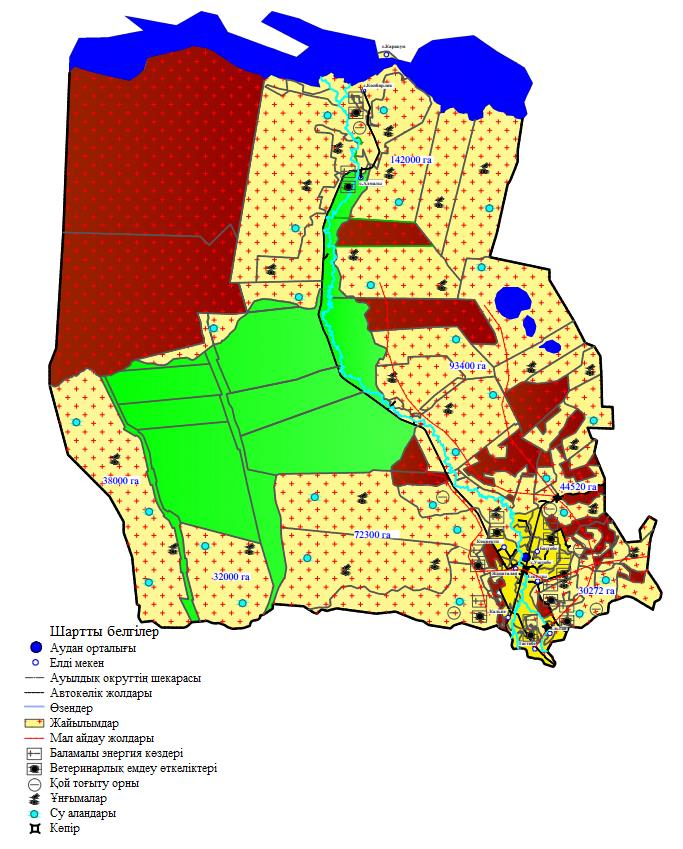 142000 га
93400 га
38000 га
44520 га
72300 га
32000 га
30272 га
Шартты белгілер
Аудан орталығы
Елді мекен
Ауылдық округтің шекарасы
Автокөлік жолдары
Өзендер
Жайылымдар
Мал айдау жолдары
Баламалы энергия көздері
Ветеринарлық емдеу өткеліктері
Қой тоғыту орны
Ұнғымалар
Су алаңдары
Көпір